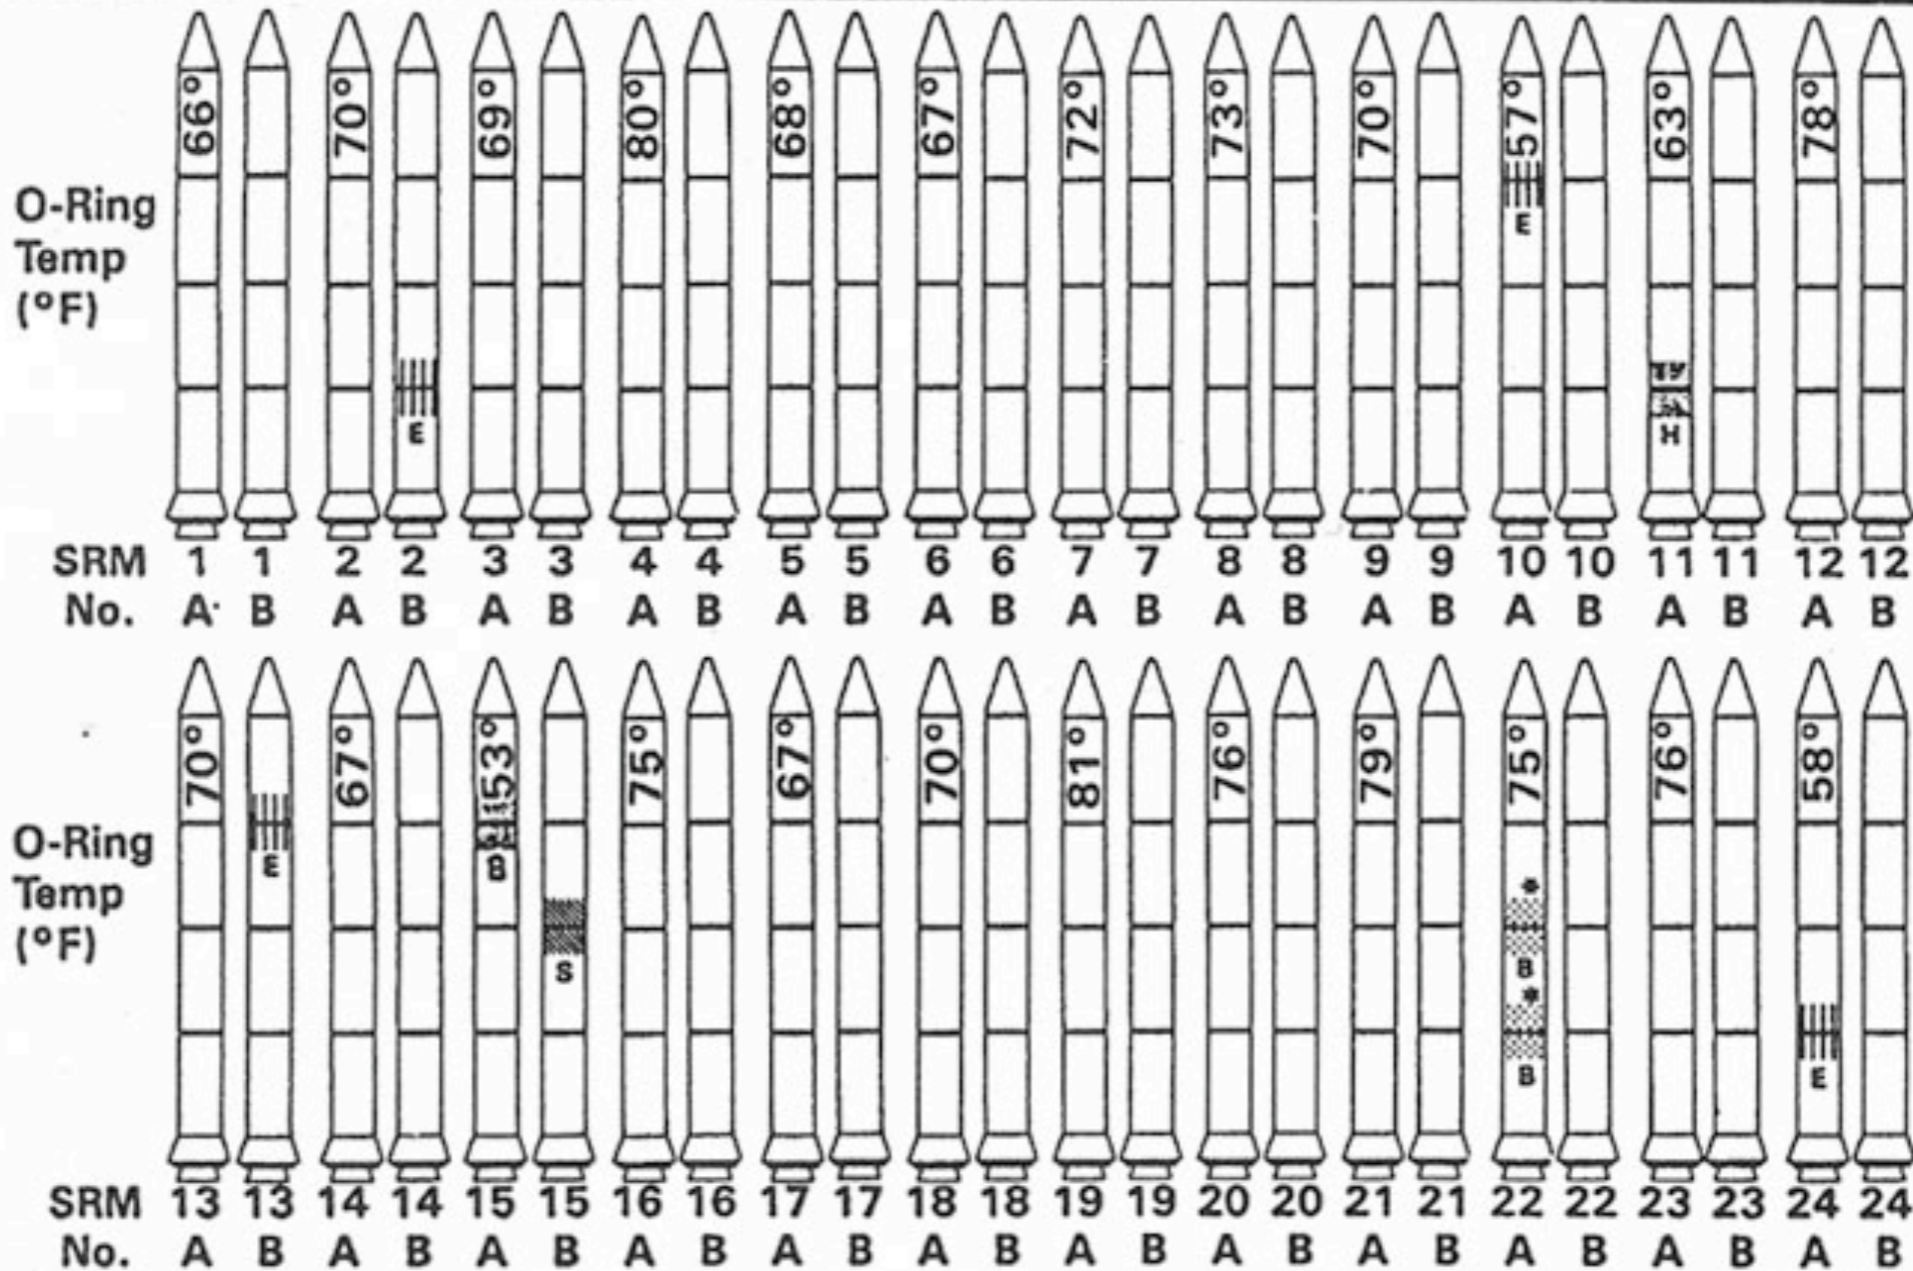 66° 70° 69° 80° 68° 67° 72° 73° 70° 57° 63° 78°
O-Ring
Temp
(°F)
E
E
H
SRM 1 1 2 2 3 3 4 4 5 5 6 6 7 7 8 8 9 9 10 10 11 11 12 12
No. A B A B A B A B A B A B A B A B A B A B A B A B
70° 67° 53° 75° 67° 70° 81° 76° 79° 75° 76° 58°
O-Ring
Temp
(°F)
E
B
*
S
B
*
B
E
SRM 13 13 14 14 15 15 16 16 17 17 18 18 19 19 20 20 21 21 22 22 23 23 24 24
No. A B A B A B A B A B A B A B A B A B A B A B A B